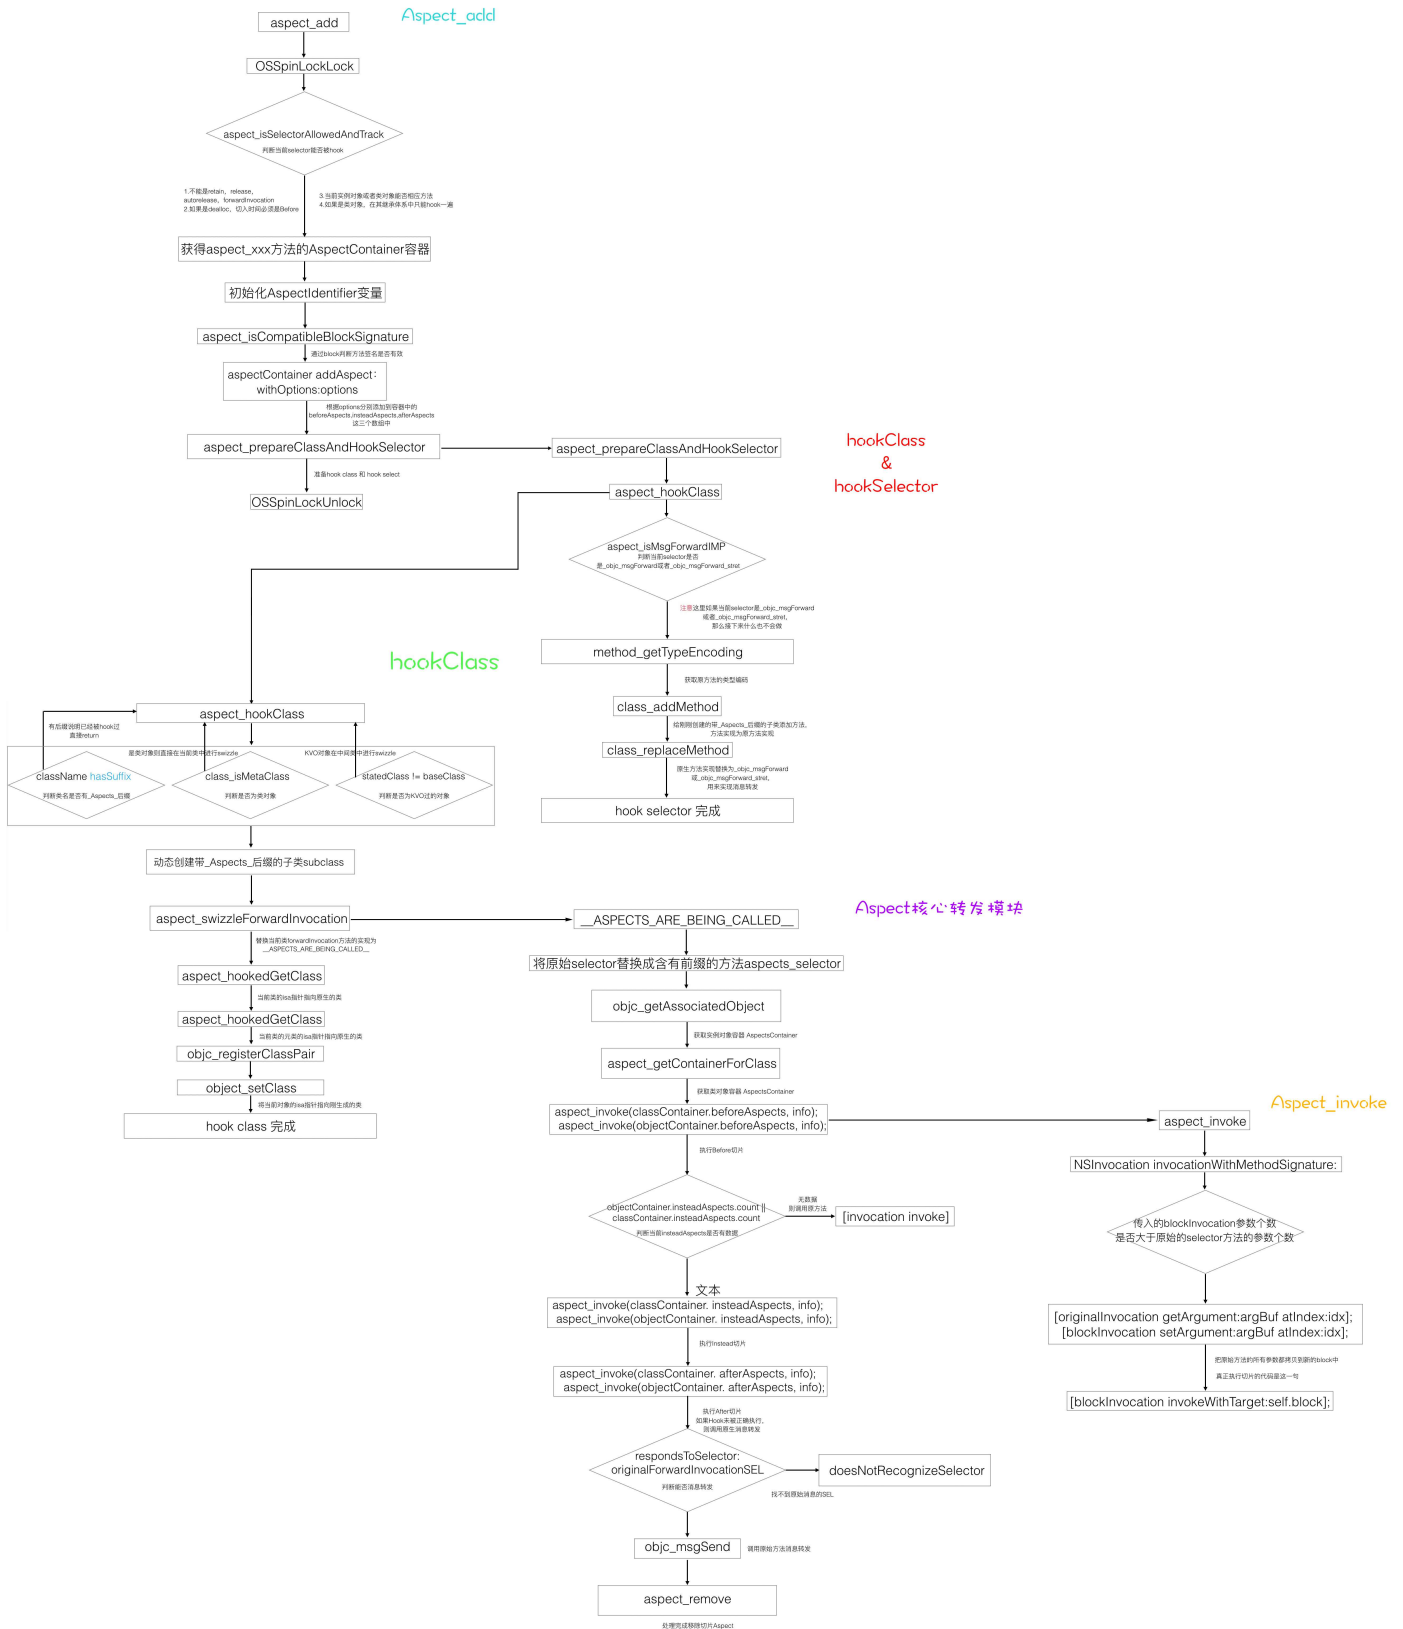 Aspect_add
aspect_add
OSSpinLockLock
aspect_isSelectorAllowedAndTrack
判断当前selector能否被hook
1.不能是retain，release，
autorelease，forwardInvocation
2.如果是dealloc，切入时间必须是Before
3.当前实例对象或者类对象能否相应方法
4.如果是类对象，在其继承体系中只能hook一遍
获得aspect_xxx方法的AspectContainer容器
初始化AspectIdentifier变量
aspect_isCompatibleBlockSignature
通过block判断方法签名是否有效
aspectContainer addAspect：
withOptions:options
根据options分别添加到容器中的
beforeAspects,insteadAspects,afterAspects
这三个数组中
aspect_prepareClassAndHookSelector
准备hook class 和 hook select
OSSpinLockUnlock
hookClass
&
hookSelector
aspect_prepareClassAndHookSelector
aspect_hookClass
aspect_isMsgForwardIMP
判断当前selector是否
是_objc_msgForward或者_objc_msgForward_stret
注意这里如果当前selector是_objc_msgForward
或者_objc_msgForward_stret,
那么接下来什么也不会做
method_getTypeEncoding
获取原方法的类型编码
class_addMethod
给刚刚创建的带_Aspects_后缀的子类添加方法，
方法实现为原方法实现
class_replaceMethod
原生方法实现替换为_objc_msgForward
或_objc_msgForward_stret,
用来实现消息转发
hook selector 完成
hookClass
aspect_hookClass
有后缀说明已经被hook过
直接return
是类对象则直接在当前类中进行swizzle
KVO对象在中间类中进行swizzle
className hasSuffix
判断类名是否有_Aspects_后缀
class_isMetaClass
判断是否为类对象
statedClass != baseClass
判断是否为KVO过的对象
动态创建带_Aspects_后缀的子类subclass
aspect_swizzleForwardInvocation
替换当前类forwardInvocation方法的实现为
__ASPECTS_ARE_BEING_CALLED__
aspect_hookedGetClass
当前类的isa指针指向原生的类
aspect_hookedGetClass
当前类的元类的isa指针指向原生的类
objc_registerClassPair
object_setClass
将当前对象的isa指针指向刚生成的类
hook class 完成
Aspect核心转发模块
__ASPECTS_ARE_BEING_CALLED__
将原始selector替换成含有前缀的方法aspects_selector
objc_getAssociatedObject
获取实例对象容器 AspectsContainer
aspect_getContainerForClass
获取类对象容器 AspectsContainer
aspect_invoke(classContainer.beforeAspects, info);
aspect_invoke(objectContainer.beforeAspects, info);
执行Before切片
objectContainer.insteadAspects.count ||
classContainer.insteadAspects.count
判断当前insteadAspects是否有数据
无数据
则调用原方法
[invocation invoke]
文本
aspect_invoke(classContainer. insteadAspects, info);
aspect_invoke(objectContainer. insteadAspects, info);
执行Instead切片
aspect_invoke(classContainer. afterAspects, info);
aspect_invoke(objectContainer. afterAspects, info);
执行After切片
如果Hook未被正确执行，
则调用原生消息转发
respondsToSelector:
originalForwardInvocationSEL
判断能否消息转发
doesNotRecognizeSelector
找不到原始消息的SEL
objc_msgSend
调用原始方法消息转发
aspect_remove
处理完成移除切片Aspect
Aspect_invoke
aspect_invoke
NSInvocation invocationWithMethodSignature:
传入的blockInvocation参数个数
是否大于原始的selector方法的参数个数
[originalInvocation getArgument:argBuf atIndex:idx];
[blockInvocation setArgument:argBuf atIndex:idx];
把原始方法的所有参数都拷贝到新的block中
真正执行切片的代码是这一句
[blockInvocation invokeWithTarget:self.block];